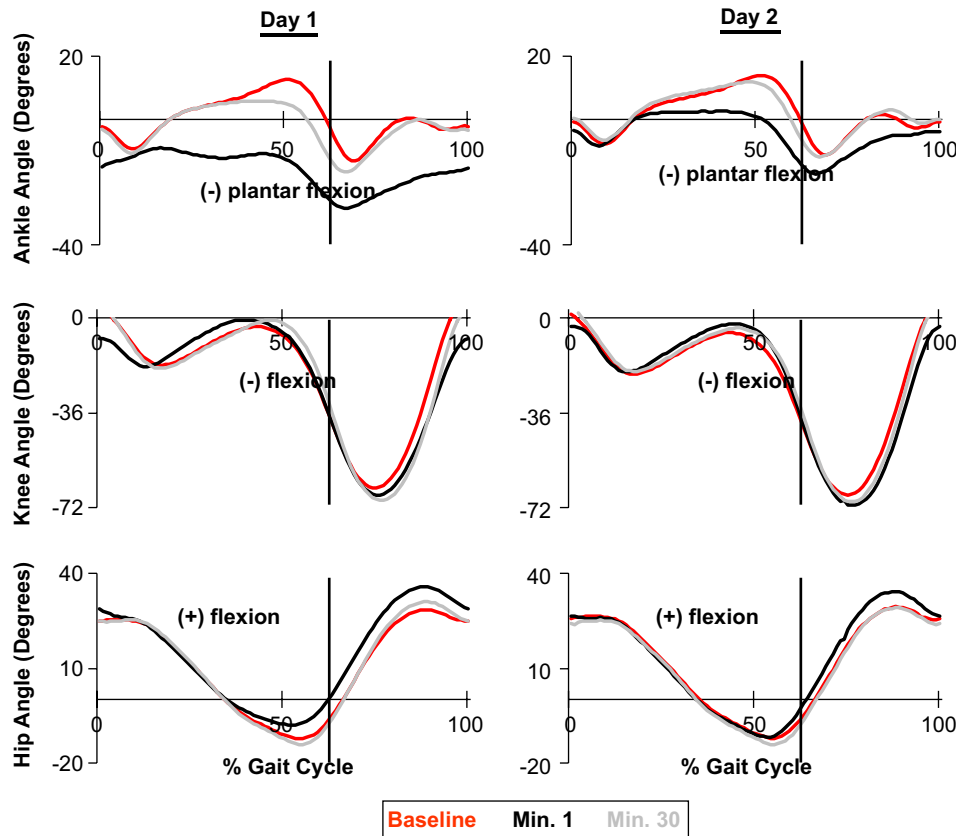 Day 1
Day 2
Ankle Angle (Degrees)
20
0
50
100
(-) plantar flexion
-40
20
0
50
100
(-) plantar flexion
-40
Knee Angle (Degrees)
0
0
50
100
(-) flexion
-36
-72
0
0
50
100
(-) flexion
-36
-72
Hip Angle (Degrees)
40
(+) flexion
10
0
50
100
-20
% Gait Cycle
40
(+) flexion
10
0
50
100
-20
% Gait Cycle
Baseline Min. 1 Min. 30